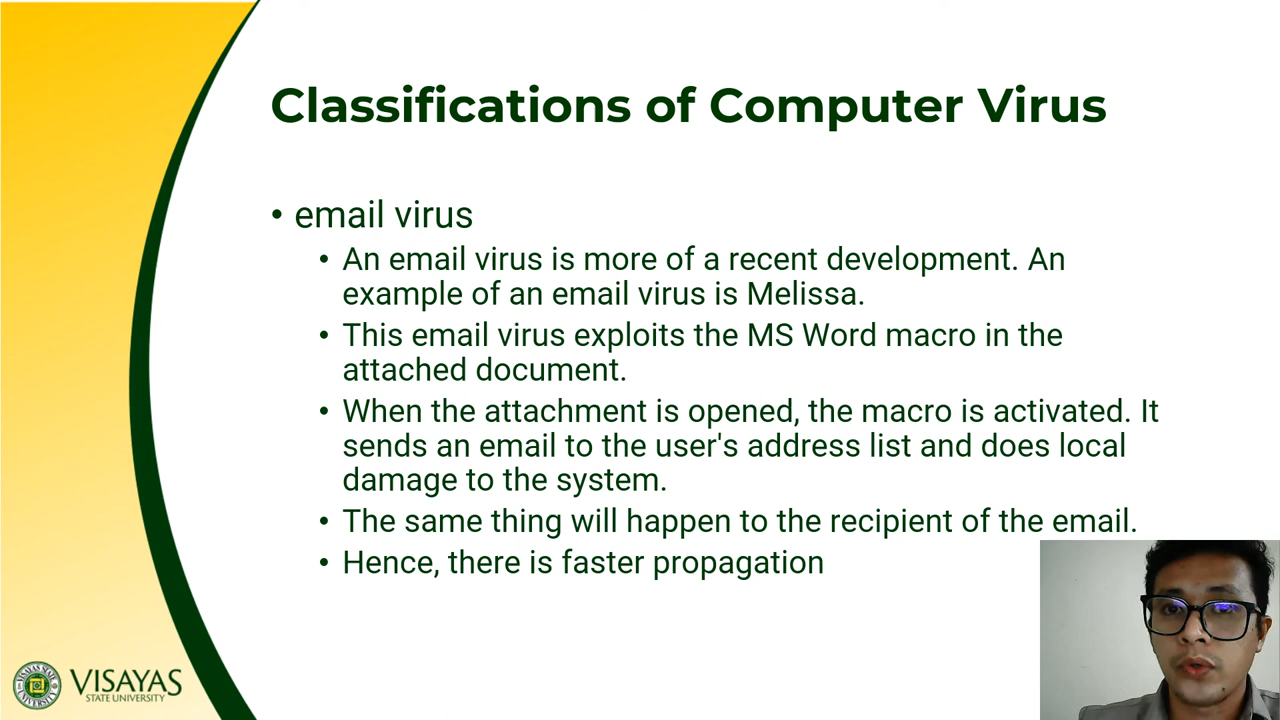 Classifications of Computer Virus
• email virus
• An email virus is more of a recent development. An
example of an email virus is Melissa.
• This email virus exploits the MS Word macro in the
attached document.
• When the attachment is opened, the macro is activated. It
sends an email to the user's address list and does local
damage to the system.
• The same thing will happen to the recipient of the email.
• Hence, there is faster propagation
VISAYAS
STATE UNIVERSITY